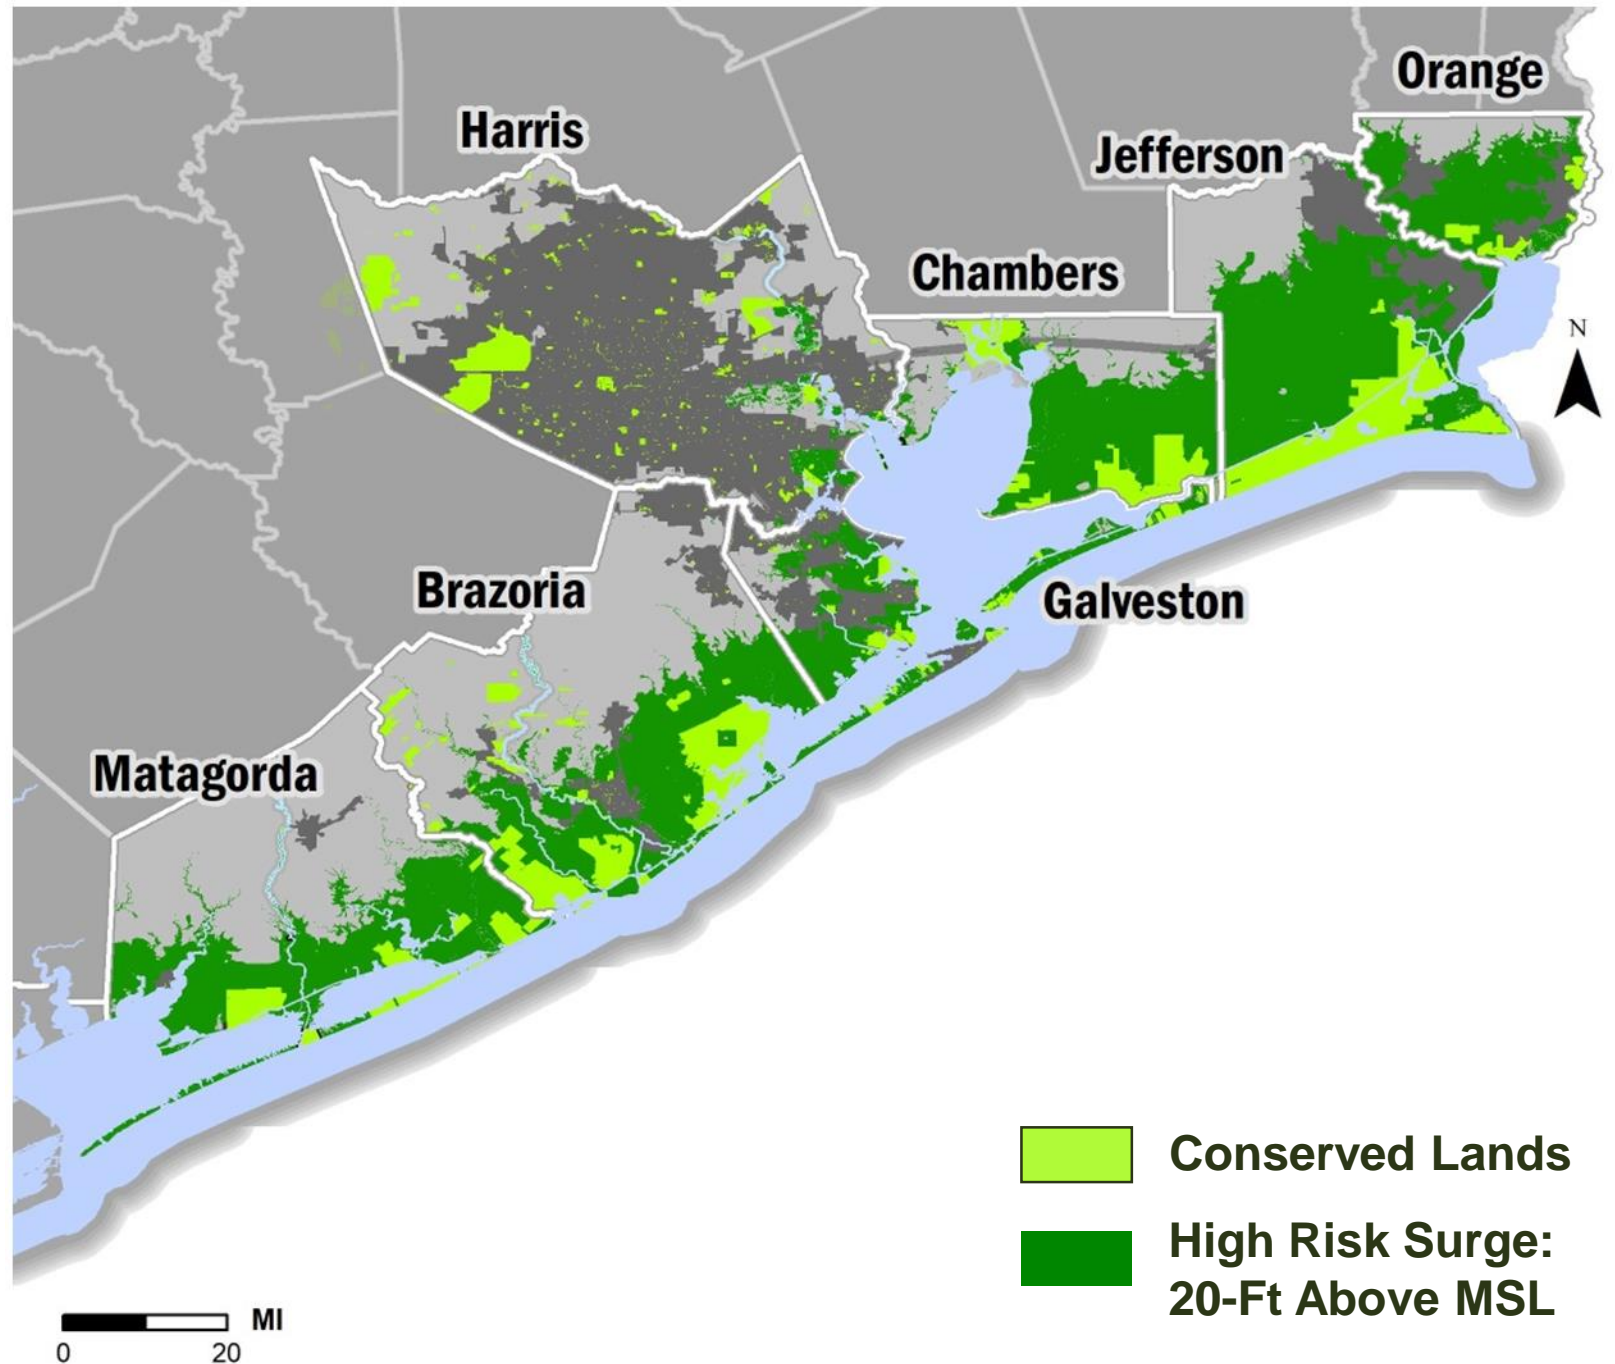 Orange
Harris
Jefferson
Chambers
N
Brazoria
Galveston
Matagorda
Conserved Lands
High Risk Surge:
20-Ft Above MSL
MI
0 20